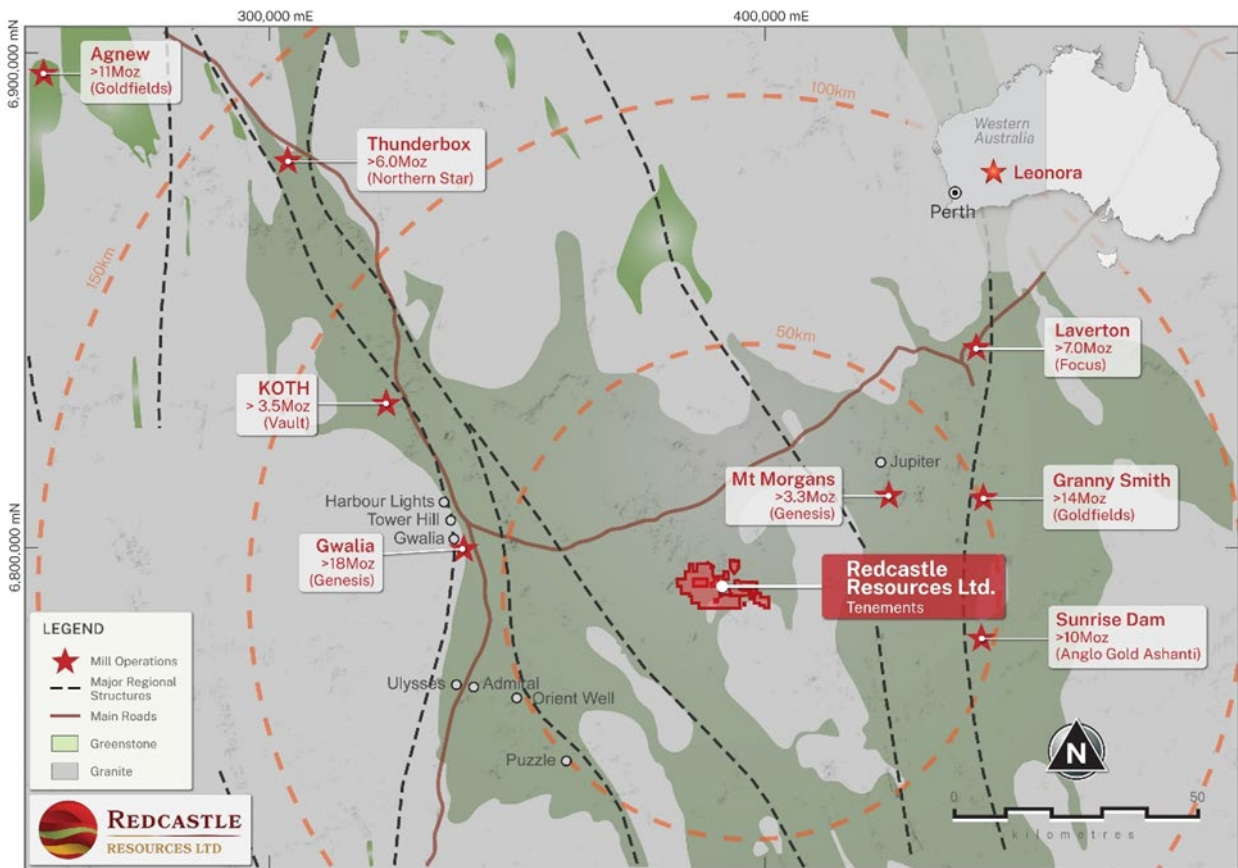 300,000 mE
400,000 mE
6,900,000 mN
6,800,000 mN
Agnew
>11Moz
(Goldfields)
Thunderbox
>6.0Moz
(Northern Star)
100km
150km
50km
Western
Australia
Leonora
Perth
Laverton
>7.0Moz
(Focus)
KOTH
> 3.5Moz
(Vault)
Jupiter
Mt Morgans
>3.3Moz
(Genesis)
Granny Smith
>14Moz
(Goldfields)
Harbour Lights
Tower Hill
Gwalia
Gwalia
>18Moz
(Genesis)
Redcastle
Resources Ltd.
Tenements
Sunrise Dam
>10Moz
(Anglo Gold Ashanti)
Ulysses
Admiral
Orient Well
Puzzle
LEGEND
Mill Operations
Major Regional
Structures
Main Roads
Greenstone
Granite
N
0
50
kilometres
REDCASTLE
RESOURCES LTD